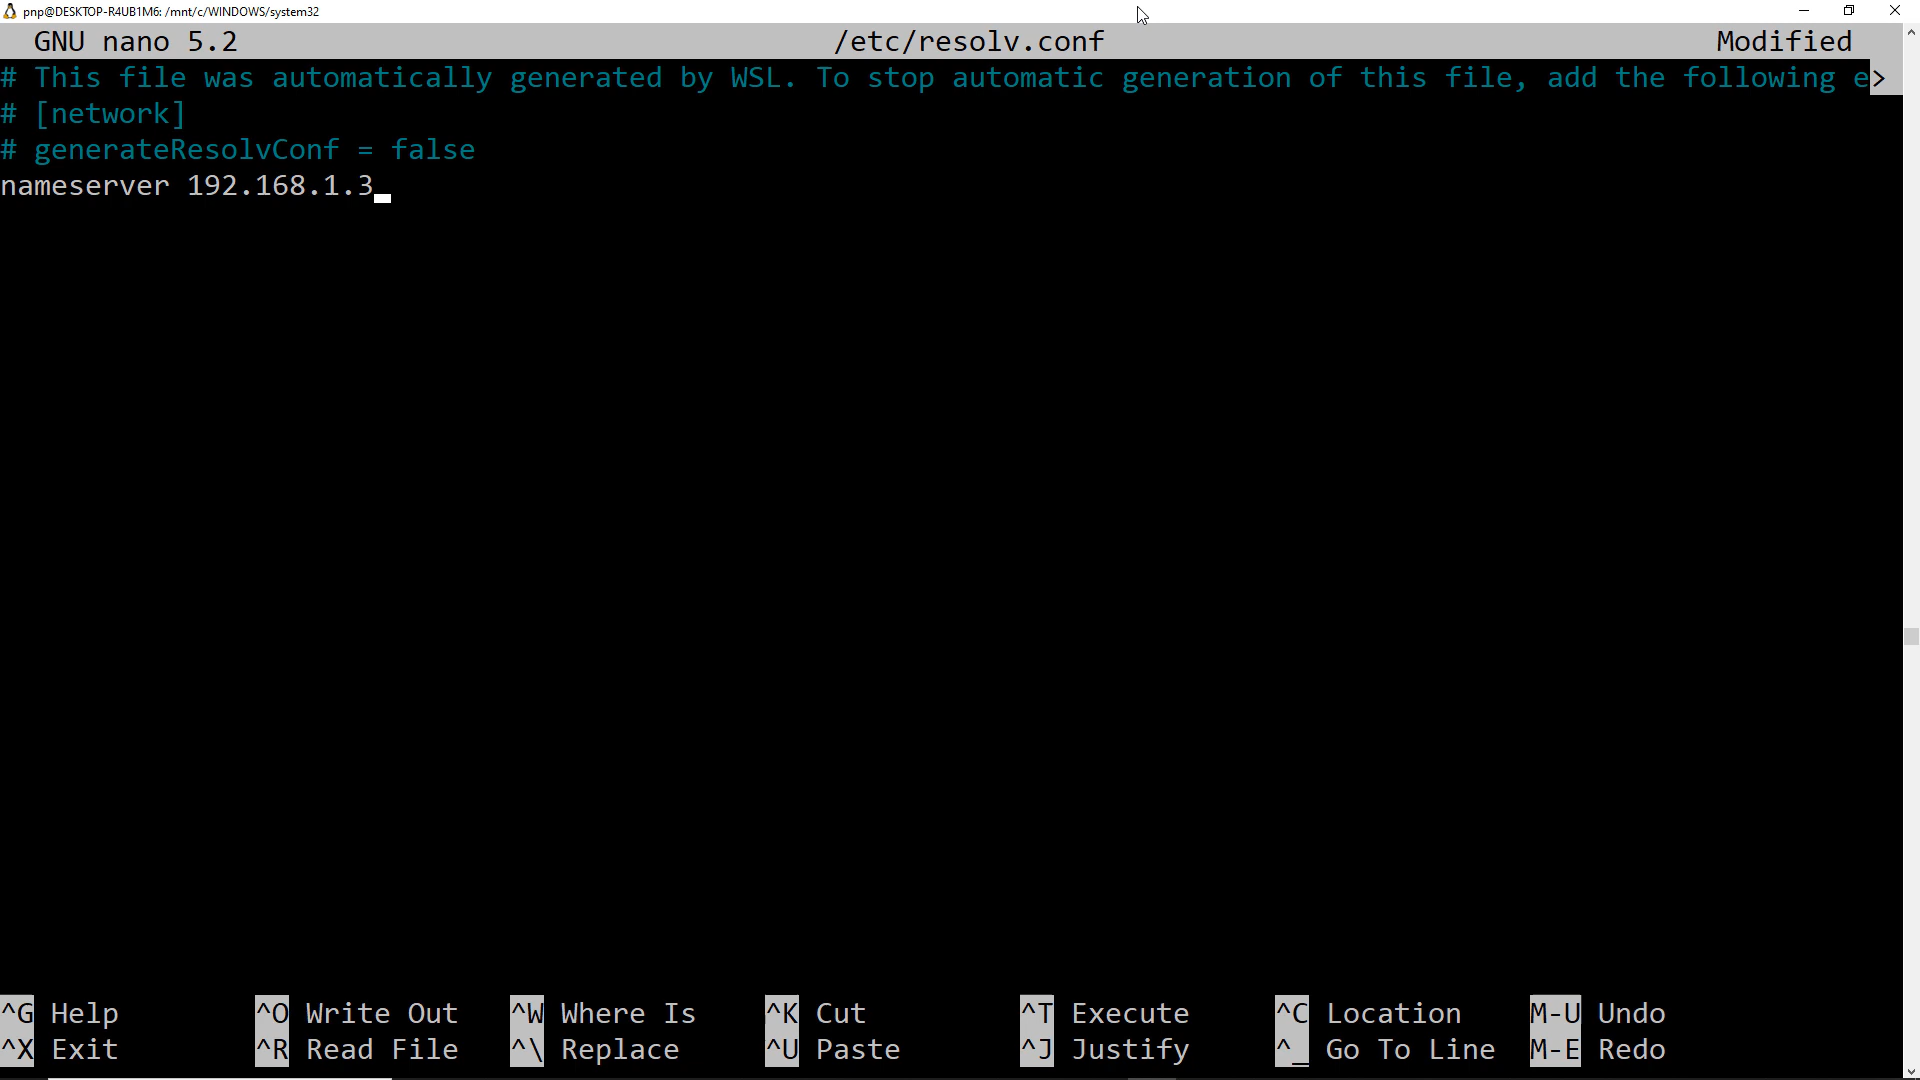 pnp@DESKTOP-R4UB1M6: /mnt/c/WINDOWS/system32
GNU nano 5.2 /etc/resolv.conf Modified
# This file was automatically generated by WSL. To stop automatic generation of this file, add the following e>
# [network]
# generateResolvConf = false
nameserver 192.168.1.3
^G Help ^O Write Out ^W Where Is ^K Cut ^T Execute ^C Location M-U Undo
^X Exit ^R Read File ^\ Replace ^U Paste ^J Justify ^_ Go To Line M-E Redo